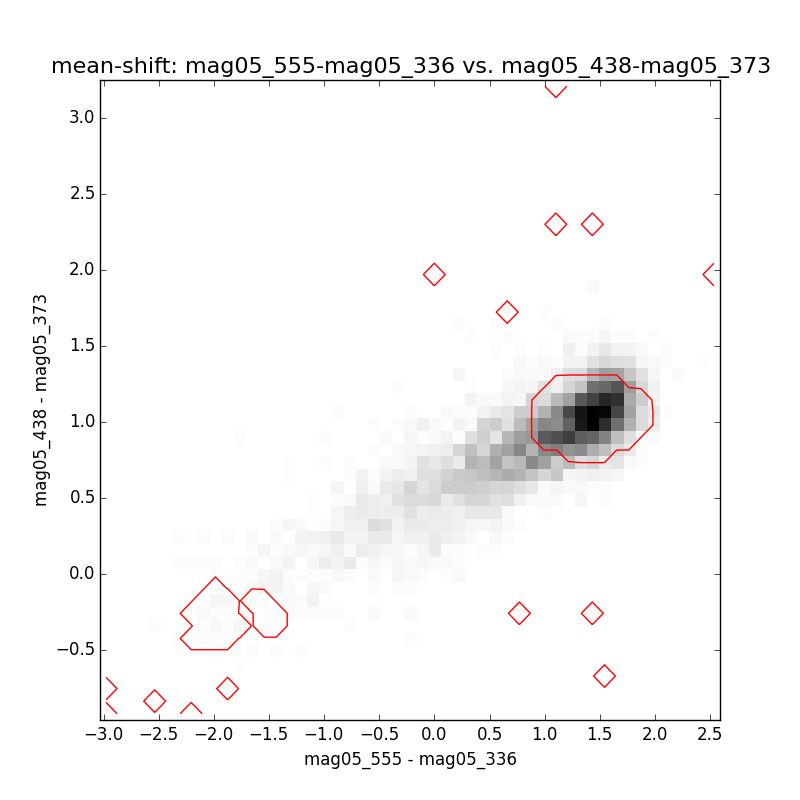 mean-shift: mag05_555-mag05_336 vs. mag05_438-mag05_373
3.0
2.5
2.0
1.5
1.0
0.5
0.0
−0.5
mag05_438 - mag05_373
−3.0 −2.5 −2.0 −1.5 −1.0 −0.5 0.0 0.5 1.0 1.5 2.0 2.5
mag05_555 - mag05_336